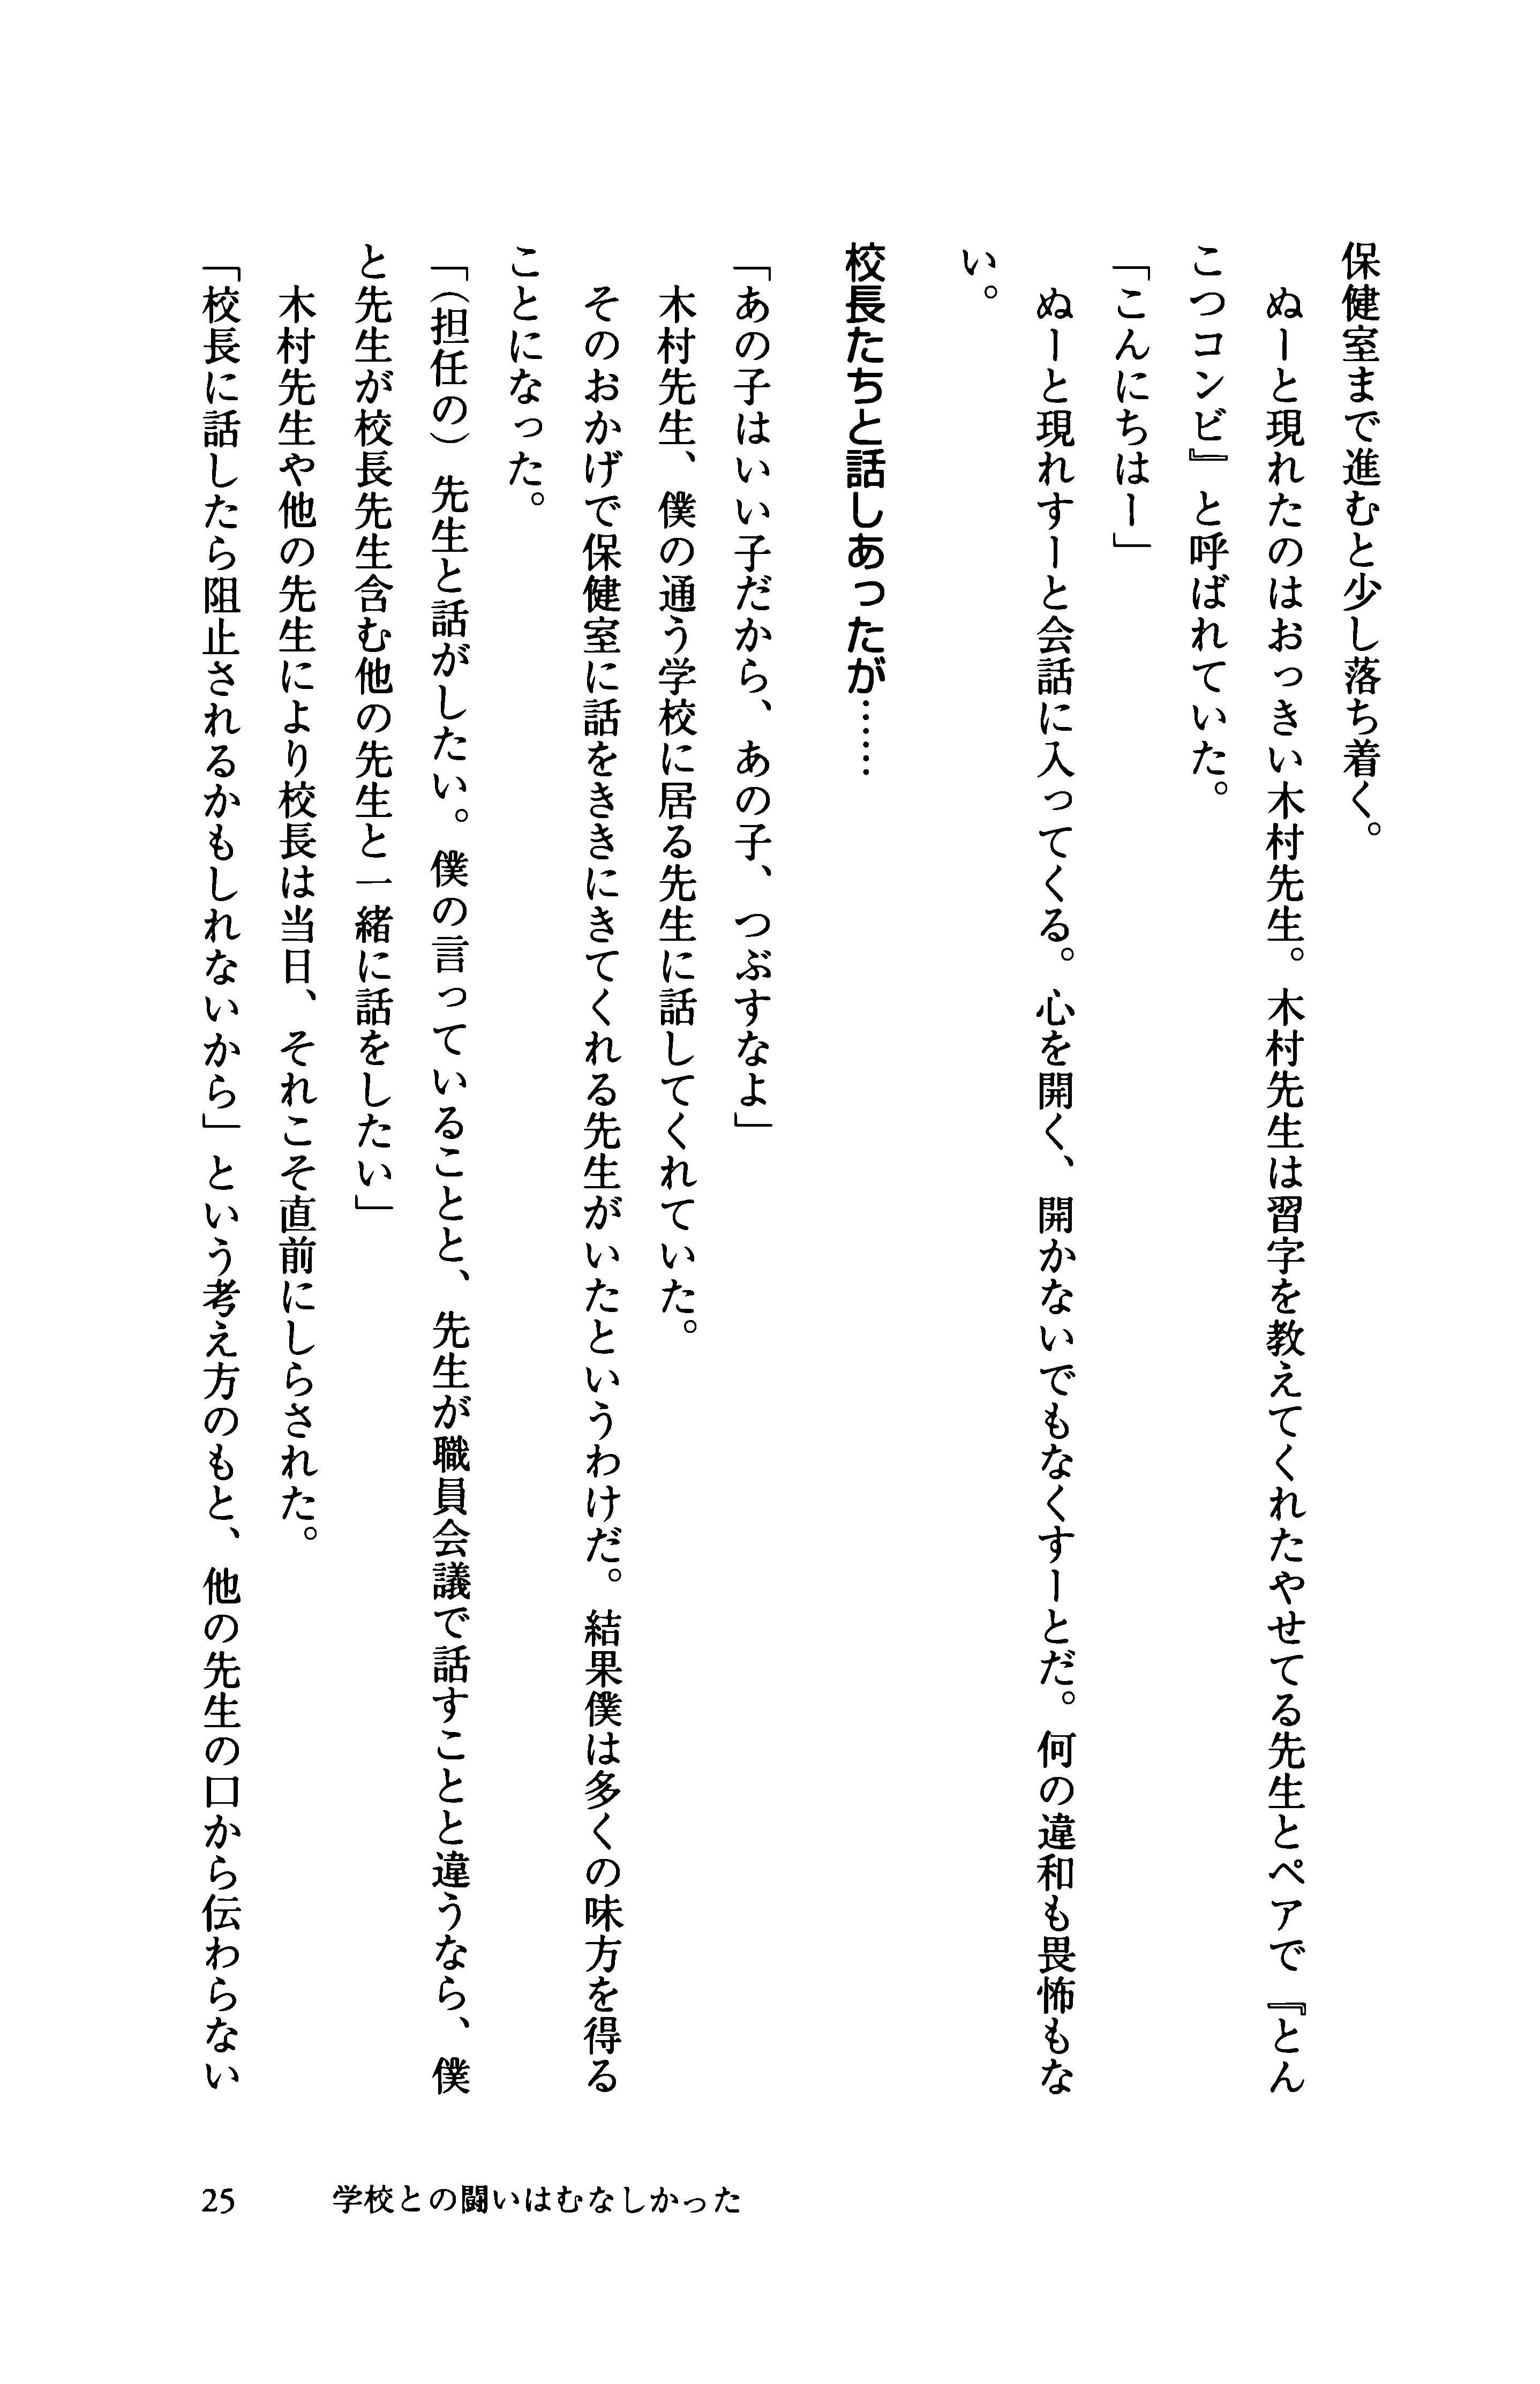 保健室まで進むと少し落ち着く。
ぬーと現れたのはおっきい木村先生。木村先生は習字を教えてくれたやせてる先生とペアで『とん
こつコンビ』と呼ばれていた。
「こんにちはー」
ぬーと現れすーと会話に入ってくる。心を開く、開かないでもなくすーとだ。何の違和も畏怖もな
い。
校長たちと話しあったが……
「あの子はいい子だから、あの子、つぶすなよ」
木村先生、僕の通う学校に居る先生に話してくれていた。
そのおかげで保健室に話をききにきてくれる先生がいたというわけだ。結果僕は多くの味方を得る
ことになった。
「（担任の）先生と話がしたい。僕の言っていることと、先生が職員会議で話すことと違うなら、僕
と先生が校長先生含む他の先生と一緒に話をしたい」
木村先生や他の先生により校長は当日、それこそ直前にしらされた。
「校長に話したら阻止されるかもしれないから」という考え方のもと、他の先生の口から伝わらない
25 学校との闘いはむなしかった